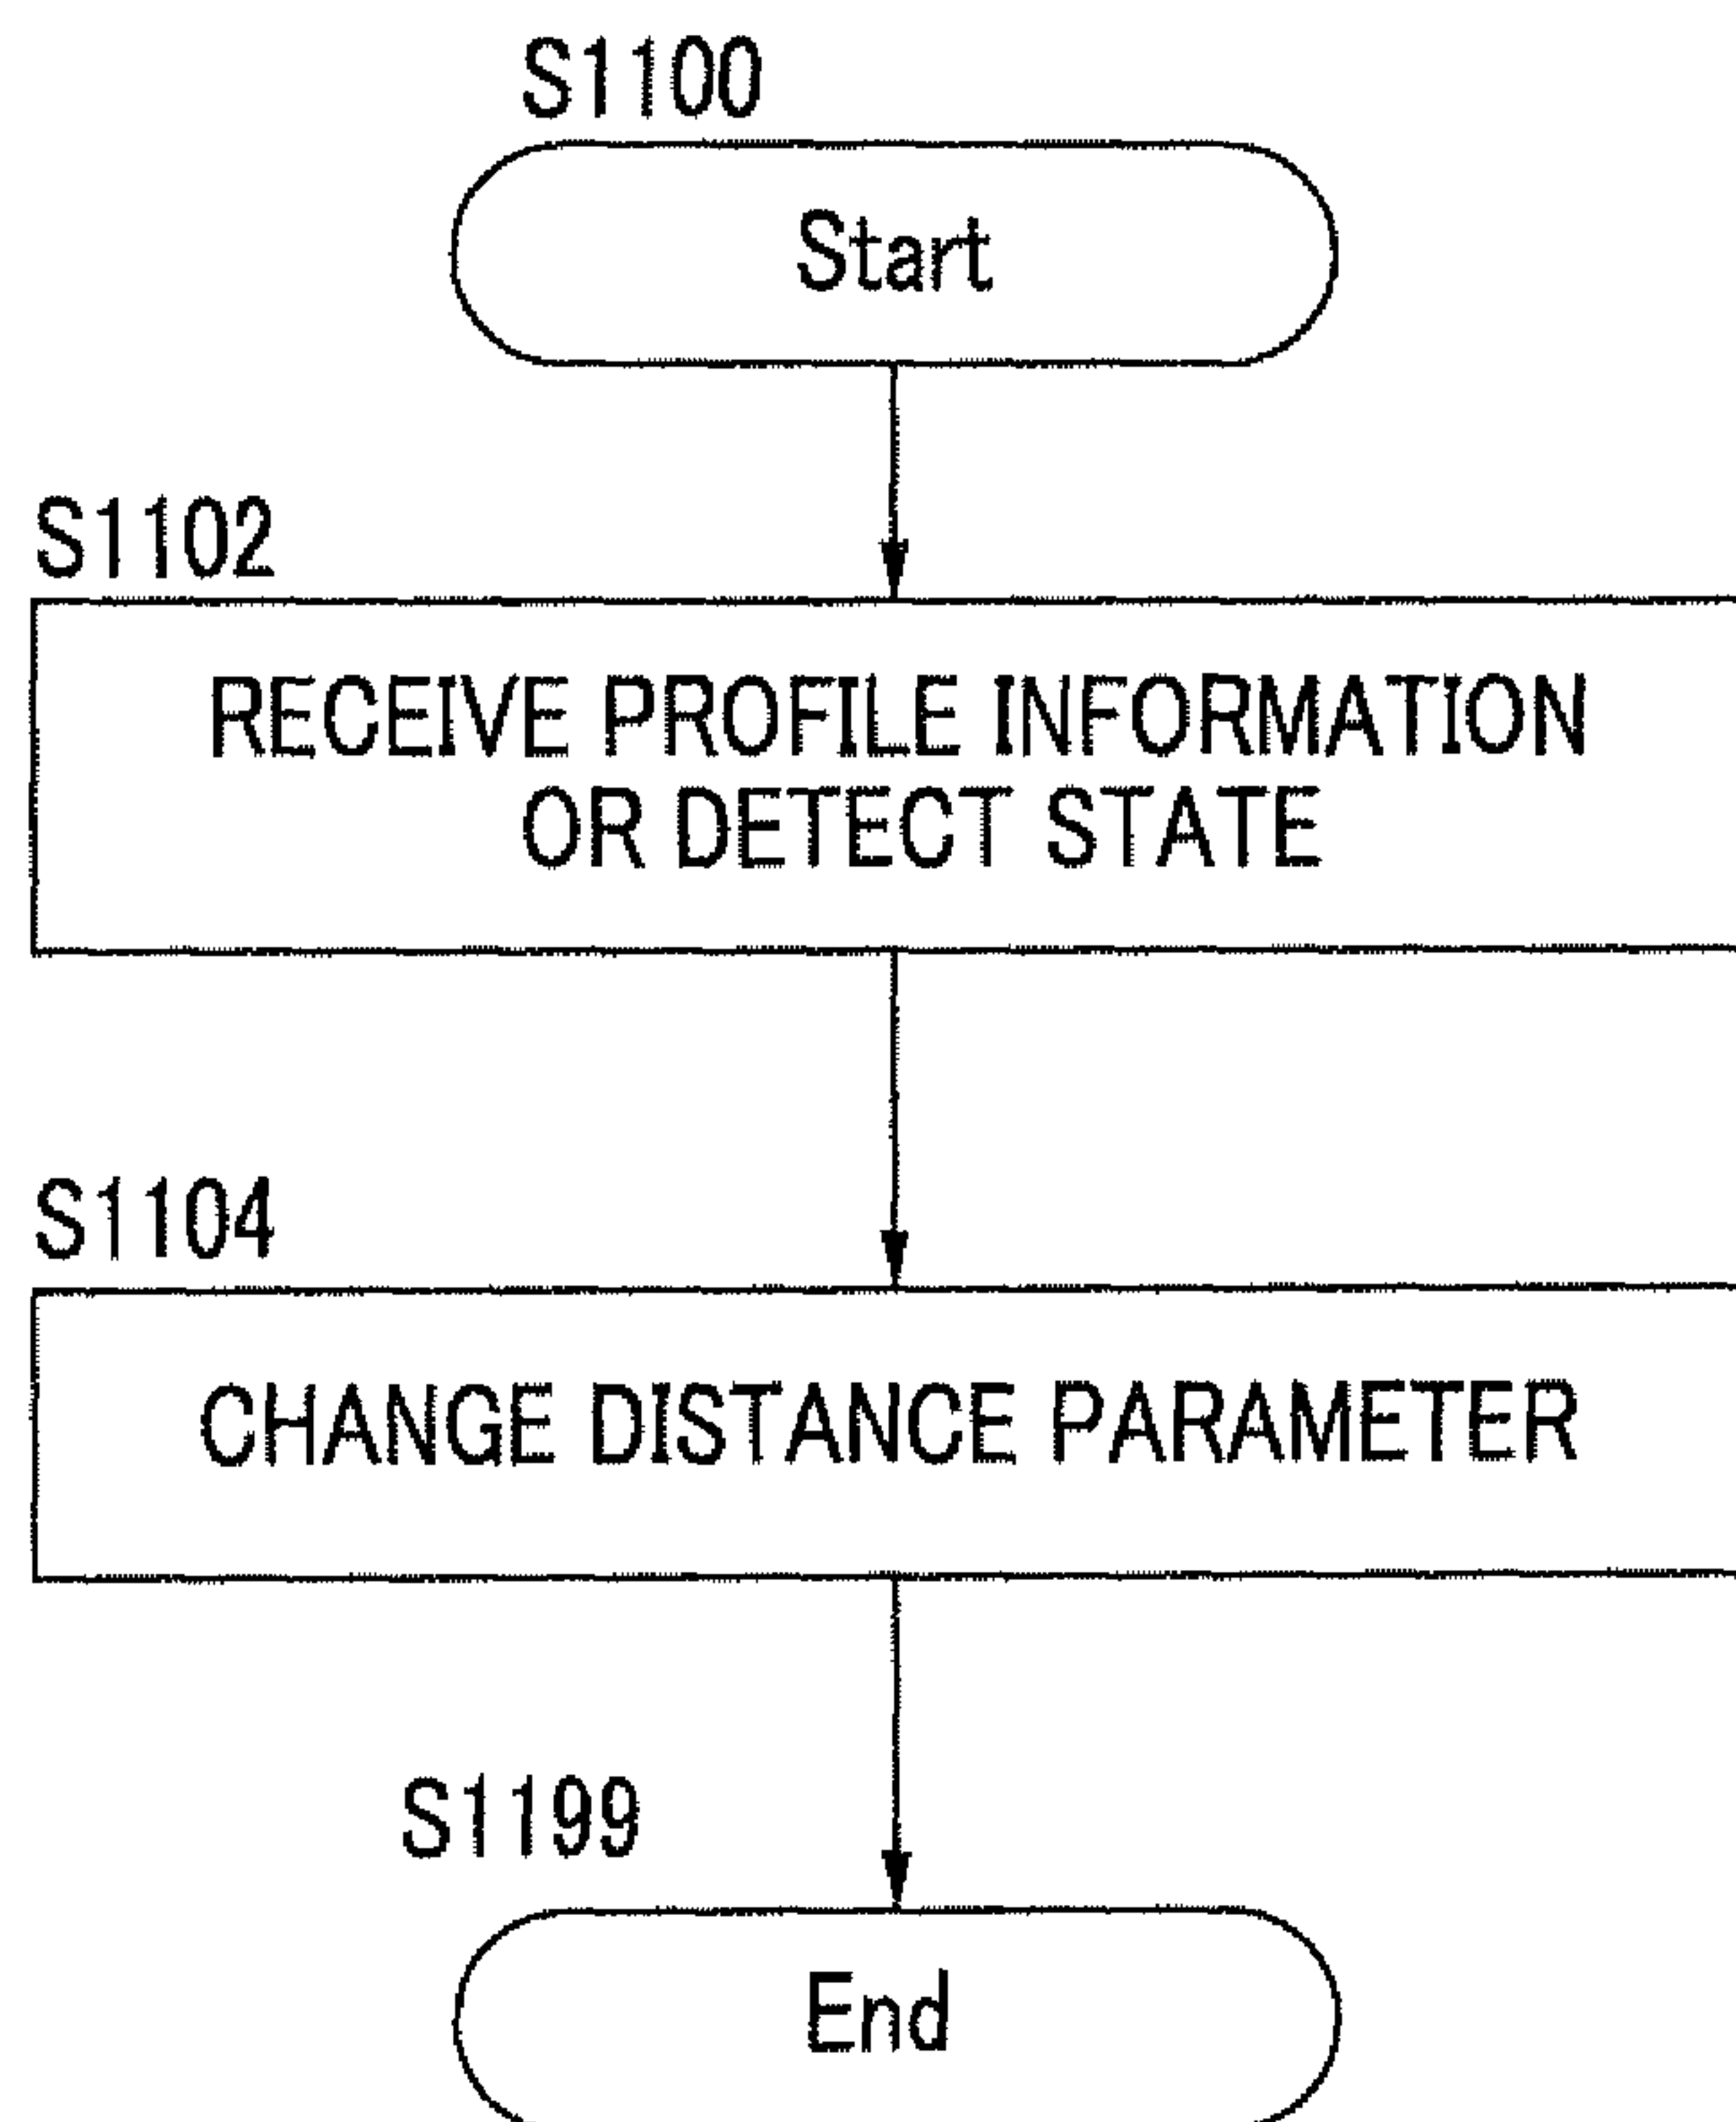 S1100
Start
S1102
RECEIVE PROFILE INFORMATION
OR DETECT STATE
S1104
CHANGE DISTANCE PARAMETER
S1199
End